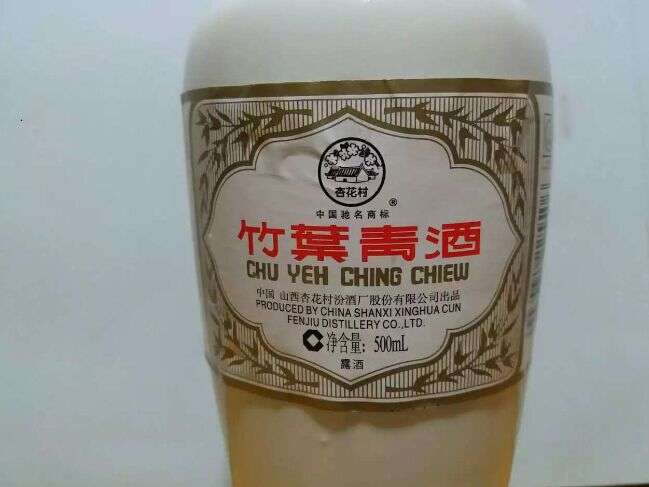 杏花村
®
中国驰名商标
竹葉青酒
CHU YEH CHING CHIEW
中国 山西杏花村汾酒厂股份有限公司出品
PRODUCED BY CHINA SHANXI XINGHUA CUN
FENJIU DISTILLERY CO.,LTD.
净含量: 500mL
露酒